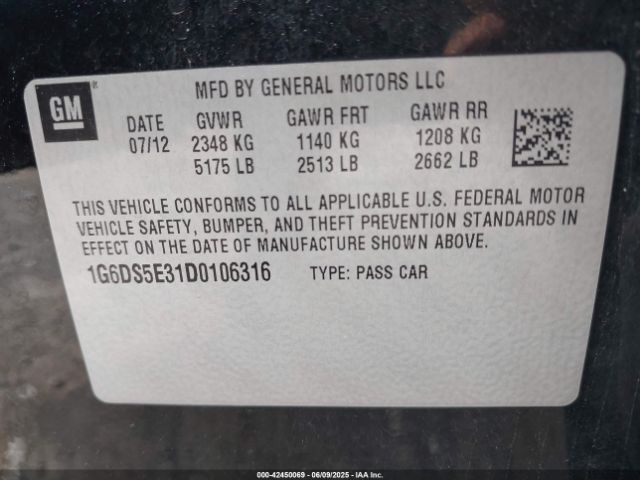 GM
MFD BY GENERAL MOTORS LLC
DATE GVWR GAWR FRT GAWR RR
07/12 2348 KG 1140 KG 1208 KG
5175 LB 2513 LB 2662 LB
THIS VEHICLE CONFORMS TO ALL APPLICABLE U.S. FEDERAL MOTOR
VEHICLE SAFETY, BUMPER, AND THEFT PREVENTION STANDARDS IN
EFFECT ON THE DATE OF MANUFACTURE SHOWN ABOVE.
1G6DS5E31D0106316 TYPE: PASS CAR
000-42450069 - 06/09/2025 - IAA Inc.